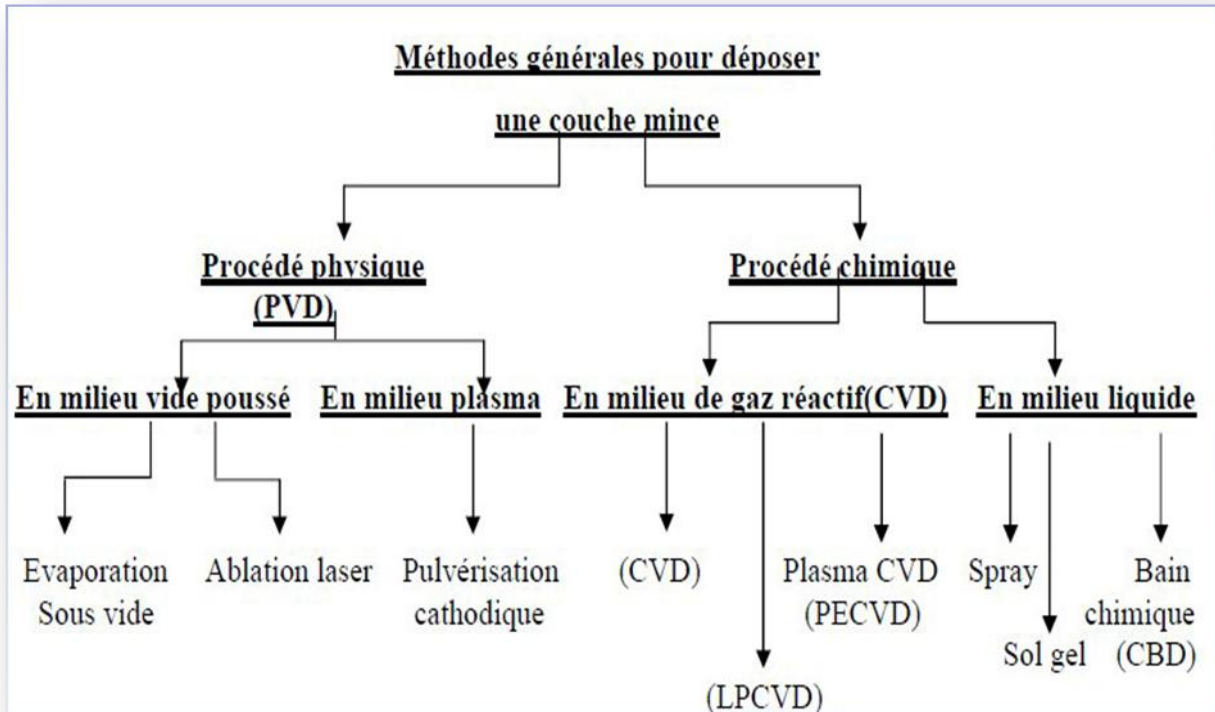 Méthodes générales pour déposer
une couche mince
Procédé physique
(PVD)
Procédé chimique
En milieu vide poussé
En milieu plasma
En milieu de gaz réactif(CVD)
En milieu liquide
Evaporation
Sous vide
Ablation laser
Pulvérisation
cathodique
(CVD)
(LPCVD)
Plasma CVD
(PECVD)
Spray
Sol gel
Bain
chimique
(CBD)